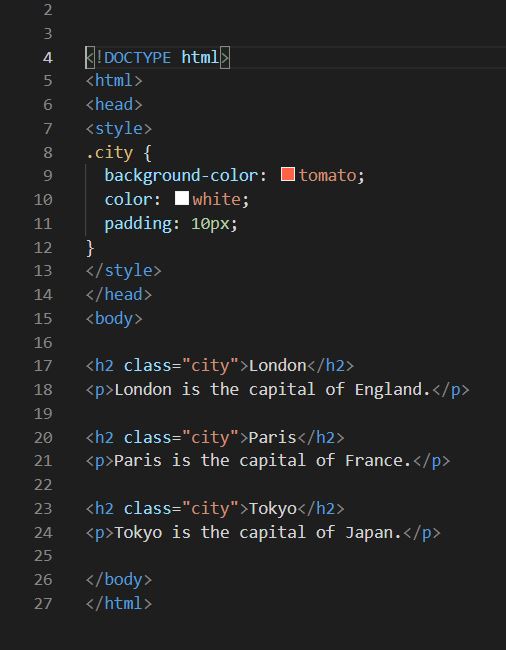 2
3
4 <!DOCTYPE html>
5 <html>
6 <head>
7 <style>
8 .city {
9   background-color: tomato;
10   color: white;
11   padding: 10px;
12 }
13 </style>
14 </head>
15 <body>
16
17 <h2 class="city">London</h2>
18 <p>London is the capital of England.</p>
19
20 <h2 class="city">Paris</h2>
21 <p>Paris is the capital of France.</p>
22
23 <h2 class="city">Tokyo</h2>
24 <p>Tokyo is the capital of Japan.</p>
25
26 </body>
27 </html>